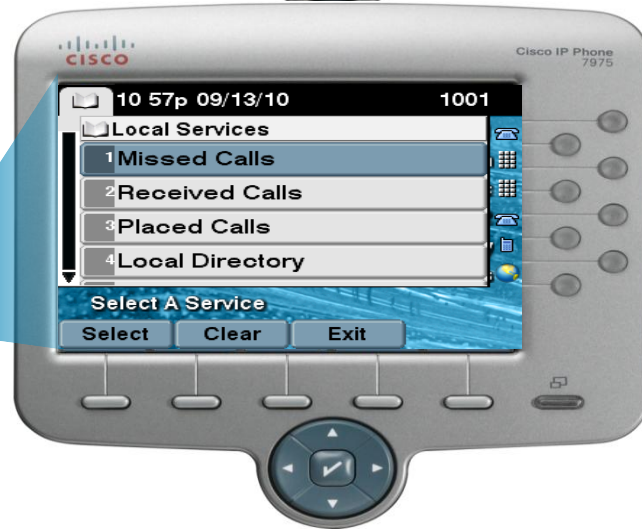 CISCO
Cisco IP Phone
7975
10 57p 09/13/10 1001
Local Services
1 Missed Calls
2 Received Calls
3 Placed Calls
4 Local Directory
Select A Service
Select Clear Exit